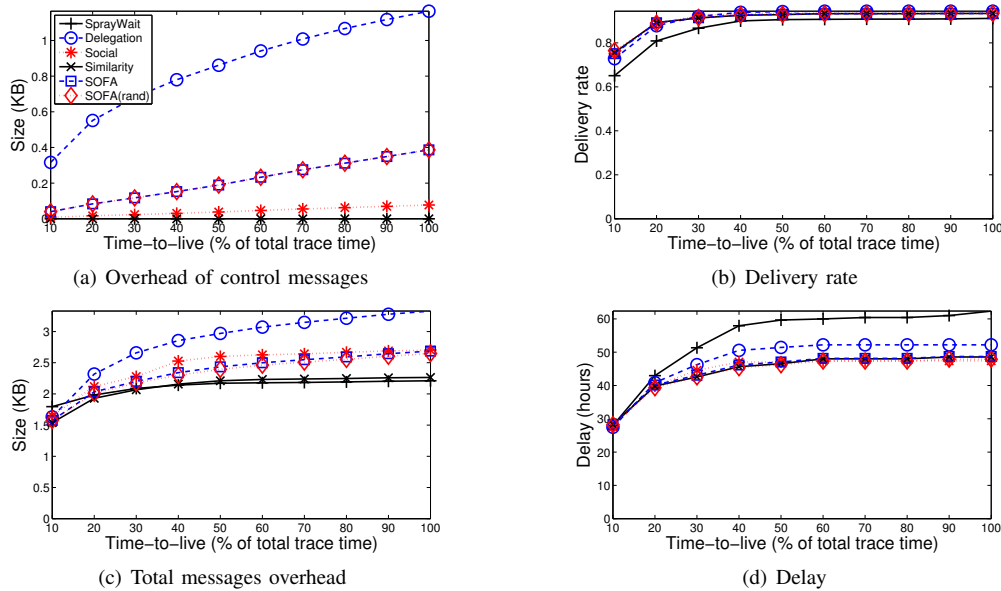 1
0.8
0.6
0.4
0.2
0
Size (KB)
SprayWait
Delegation
Social
Similarity
SOFA
SOFA(rand)
10 20 30 40 50 60 70 80 90 100
Time-to-live (% of total trace time)
(a) Overhead of control messages
0.8
0.6
0.4
0.2
0
Delivery rate
10 20 30 40 50 60 70 80 90 100
Time-to-live (% of total trace time)
(b) Delivery rate
3
2.5
2
1.5
1
0.5
0
Size (KB)
10 20 30 40 50 60 70 80 90 100
Time-to-live (% of total trace time)
(c) Total messages overhead
60
50
40
30
20
10
0
Delay (hours)
10 20 30 40 50 60 70 80 90 100
Time-to-live (% of total trace time)
(d) Delay